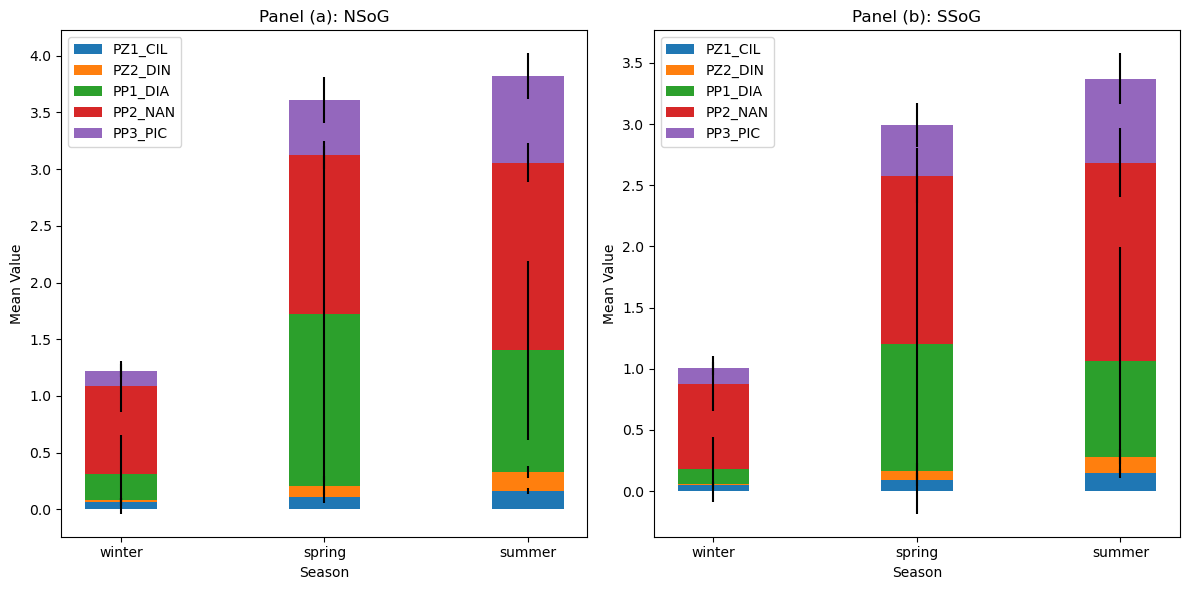 Panel (a): NSoG
PZ1_CIL
PZ2_DIN
PP1_DIA
PP2_NAN
PP3_PIC
4.0
3.5
3.0
2.5
2.0
1.5
1.0
0.5
0.0
Mean Value
winter
spring
summer
Season
Panel (b): SSoG
PZ1_CIL
PZ2_DIN
PP1_DIA
PP2_NAN
PP3_PIC
3.5
3.0
2.5
2.0
1.5
1.0
0.5
0.0
Mean Value
winter
spring
summer
Season